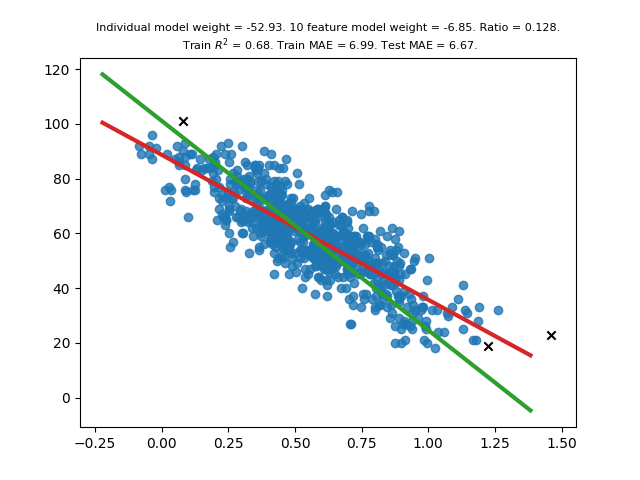 Individual model weight = -52.93. 10 feature model weight = -6.85. Ratio = 0.128.
Train R² = 0.68. Train MAE = 6.99. Test MAE = 6.67.
120
100
80
60
40
20
0
−0.25 0.00 0.25 0.50 0.75 1.00 1.25 1.50